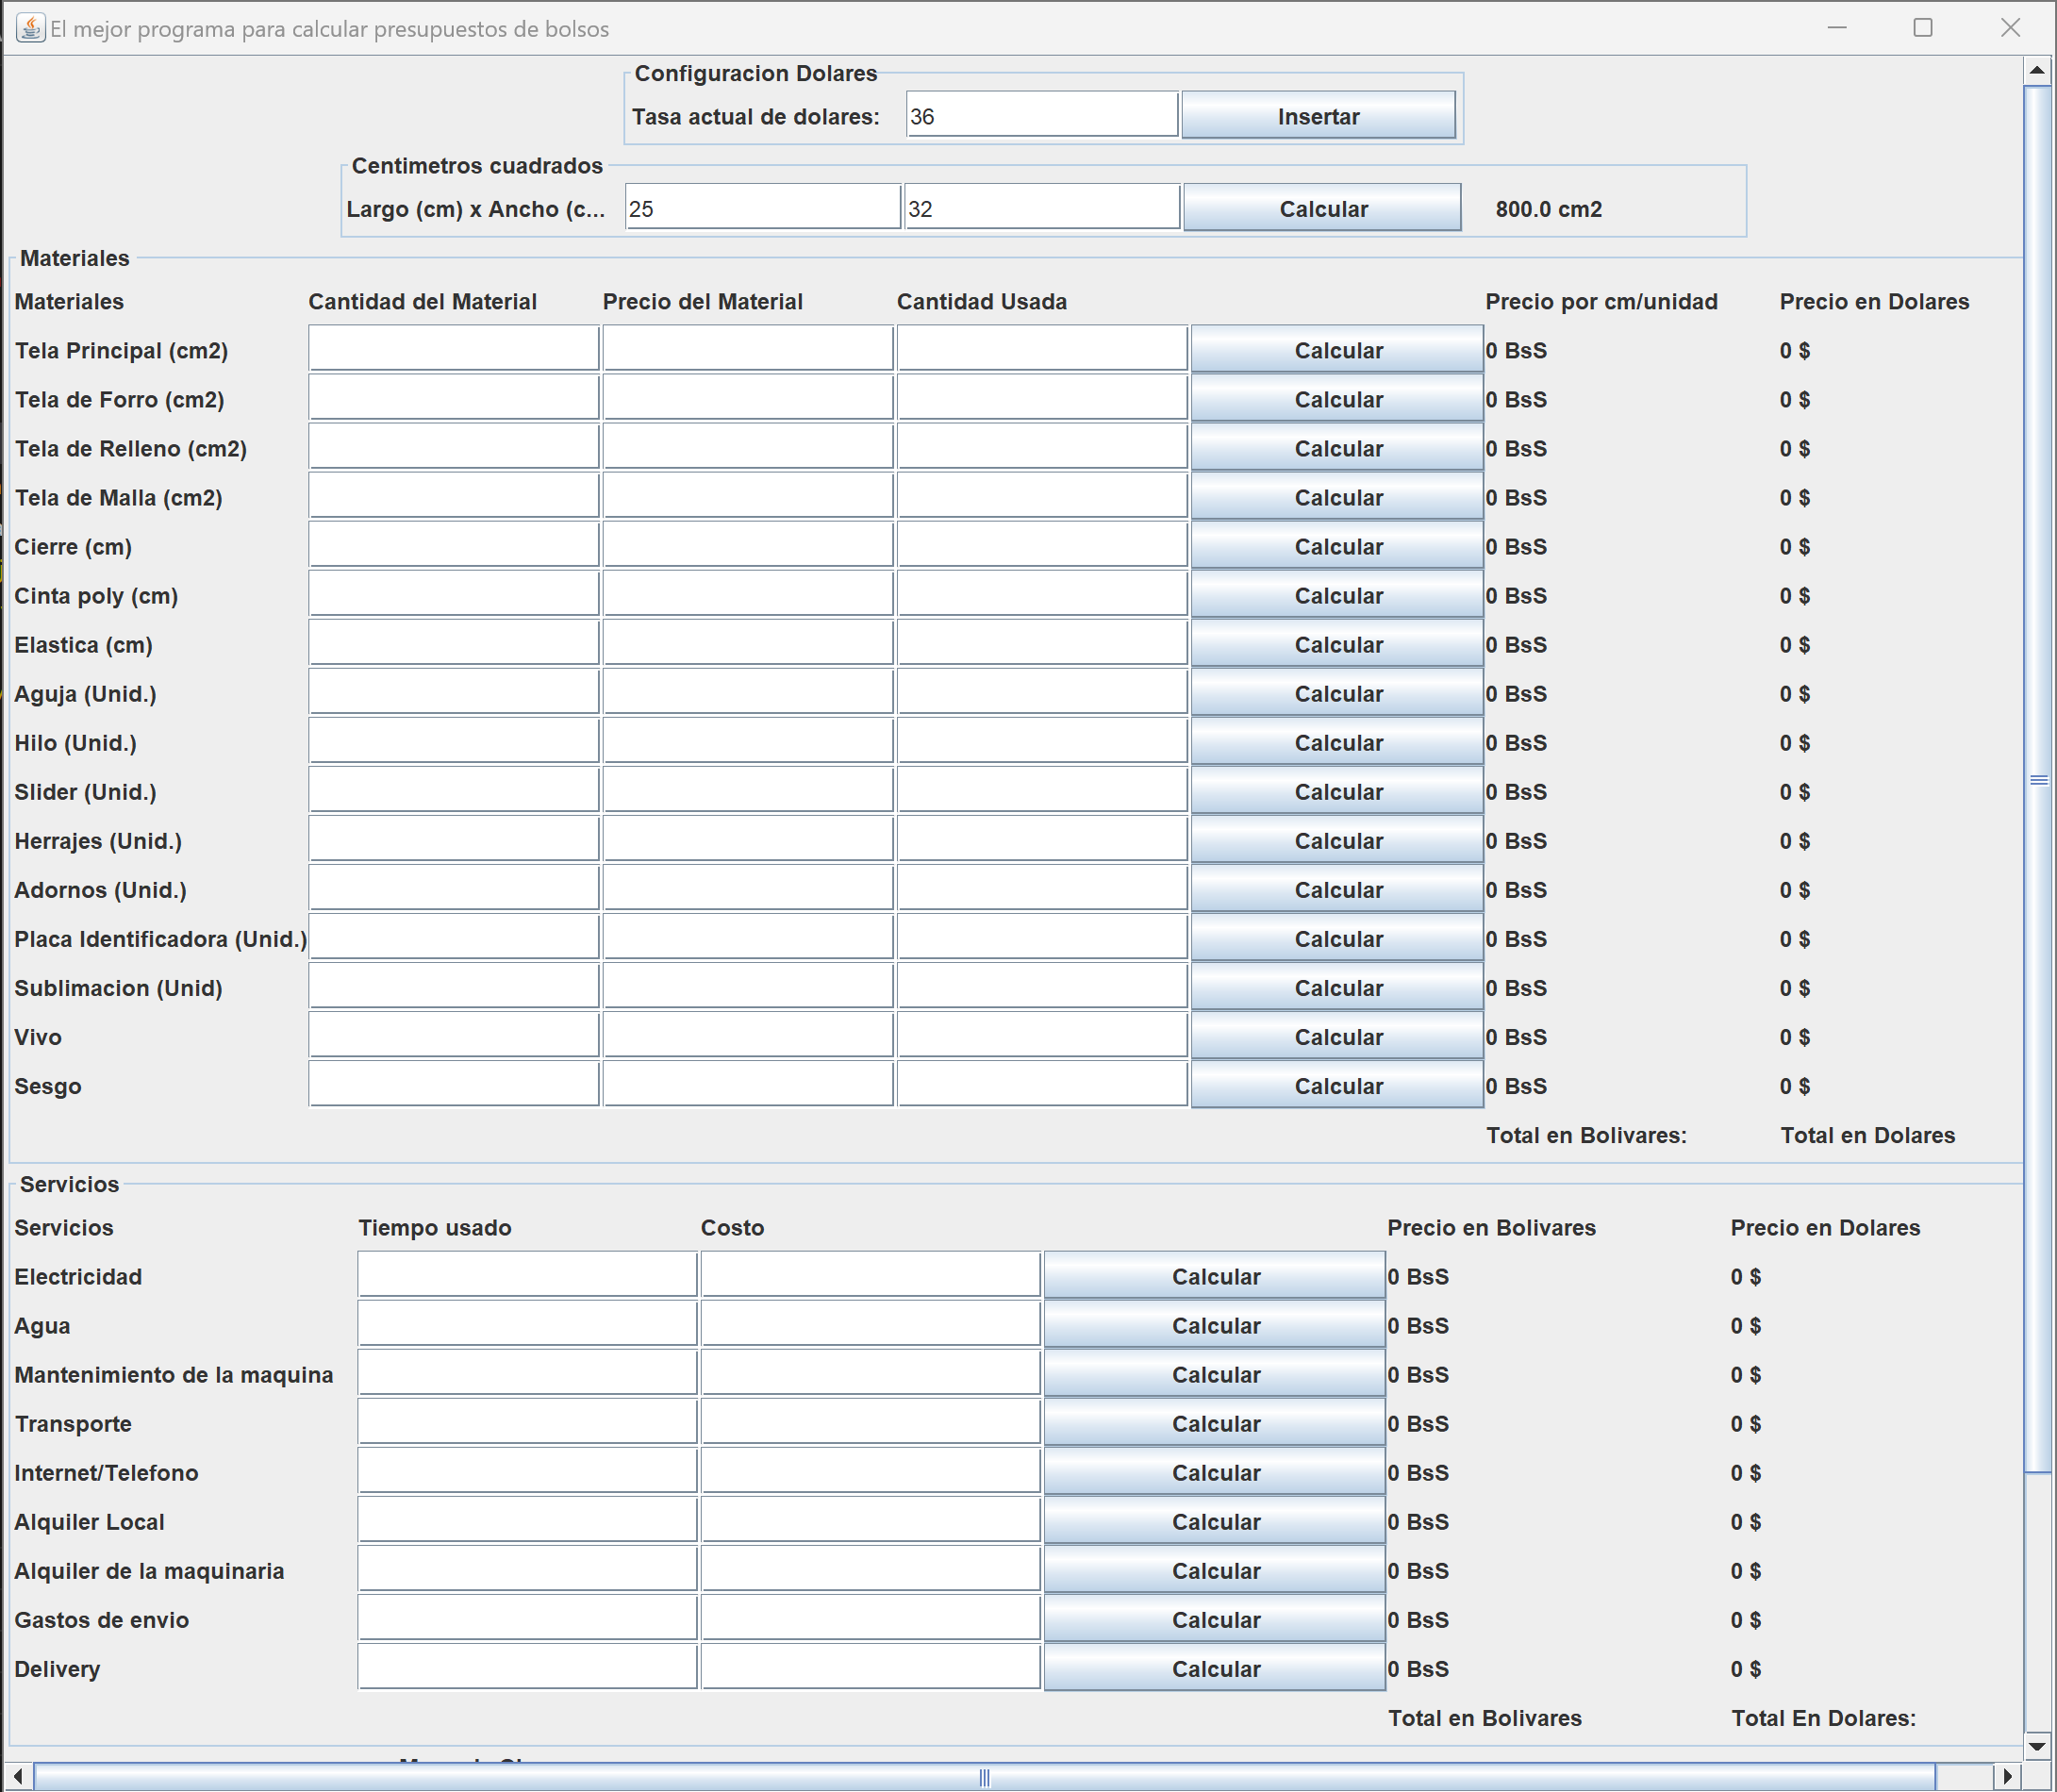 El mejor programa para calcular presupuestos de bolsos
Configuracion Dolares
Tasa actual de dolares: 36 Insertar
Centimetros cuadrados
Largo (cm) x Ancho (c... 25 32 Calcular 800.0 cm2
Materiales
Materiales Cantidad del Material Precio del Material Cantidad Usada Precio por cm/unidad Precio en Dolares
Tela Principal (cm2) Calcular 0 BsS 0 $
Tela de Forro (cm2) Calcular 0 BsS 0 $
Tela de Relleno (cm2) Calcular 0 BsS 0 $
Tela de Malla (cm2) Calcular 0 BsS 0 $
Cierre (cm) Calcular 0 BsS 0 $
Cinta poly (cm) Calcular 0 BsS 0 $
Elastica (cm) Calcular 0 BsS 0 $
Aguja (Unid.) Calcular 0 BsS 0 $
Hilo (Unid.) Calcular 0 BsS 0 $
Slider (Unid.) Calcular 0 BsS 0 $
Herrajes (Unid.) Calcular 0 BsS 0 $
Adornos (Unid.) Calcular 0 BsS 0 $
Placa Identificadora (Unid.) Calcular 0 BsS 0 $
Sublimacion (Unid) Calcular 0 BsS 0 $
Vivo Calcular 0 BsS 0 $
Sesgo Calcular 0 BsS 0 $
Total en Bolivares: Total en Dolares
Servicios
Servicios Tiempo usado Costo Precio en Bolivares Precio en Dolares
Electricidad Calcular 0 BsS 0 $
Agua Calcular 0 BsS 0 $
Mantenimiento de la maquina Calcular 0 BsS 0 $
Transporte Calcular 0 BsS 0 $
Internet/Telefono Calcular 0 BsS 0 $
Alquiler Local Calcular 0 BsS 0 $
Alquiler de la maquinaria Calcular 0 BsS 0 $
Gastos de envio Calcular 0 BsS 0 $
Delivery Calcular 0 BsS 0 $
Total en Bolivares Total En Dolares: